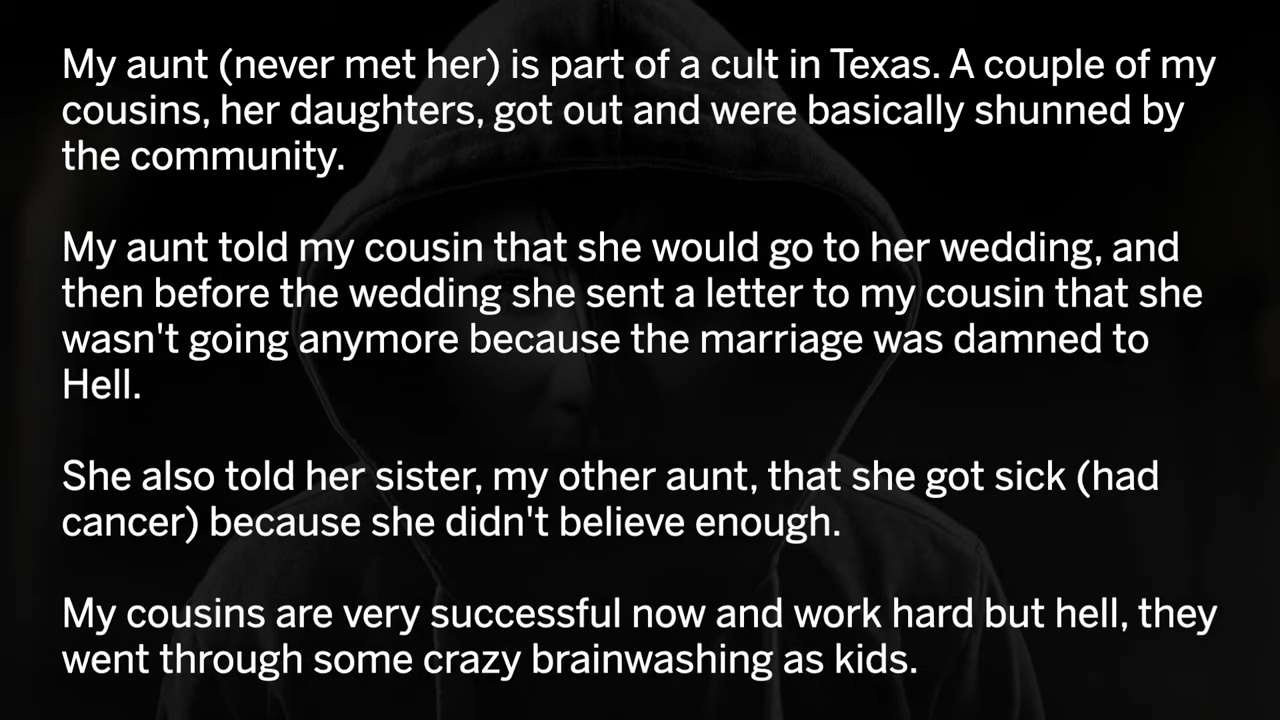 My aunt (never met her) is part of a cult in Texas. A couple of my
cousins, her daughters, got out and were basically shunned by
the community.
My aunt told my cousin that she would go to her wedding, and
then before the wedding she sent a letter to my cousin that she
wasn't going anymore because the marriage was damned to
Hell.
She also told her sister, my other aunt, that she got sick (had
cancer) because she didn't believe enough.
My cousins are very successful now and work hard but hell, they
went through some crazy brainwashing as kids.